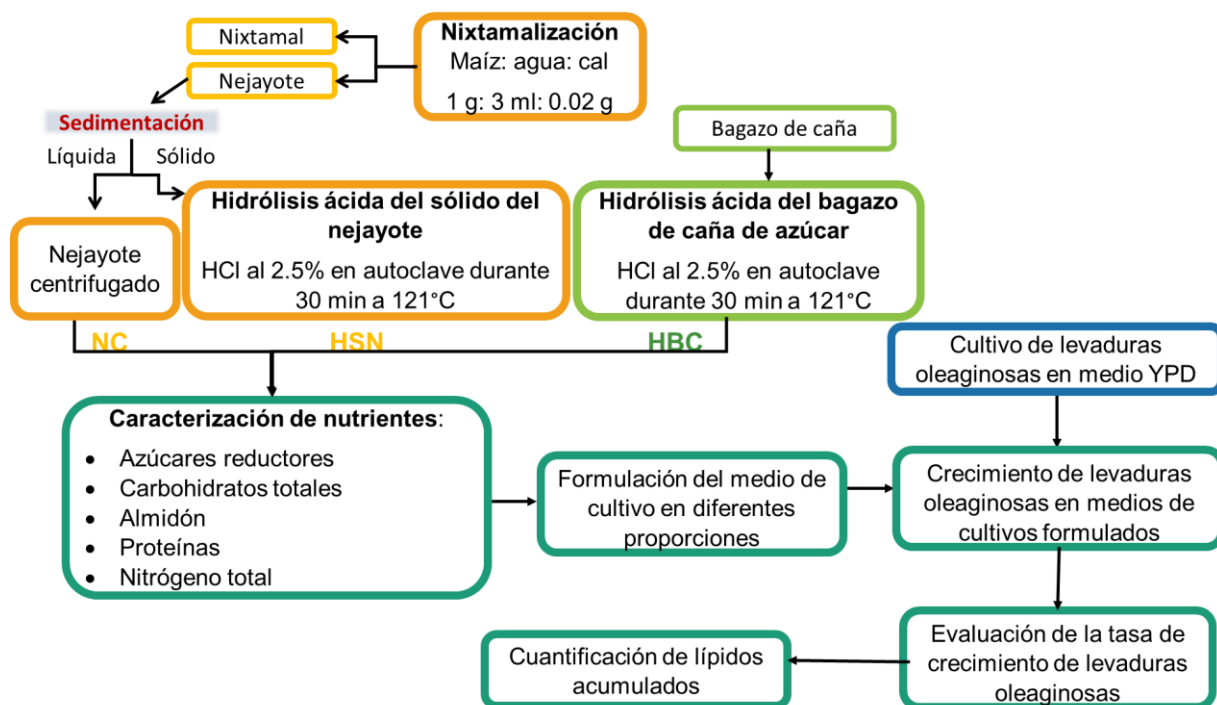 Nixtamal
Nejayote
Nixtamalización
Maíz: agua: cal
1 g: 3 ml: 0.02 g
Sedimentación
Líquida
Sólido
Bagazo de caña
Nejayote
centrifugado
Hidrólisis ácida del sólido del
nejayote
HCl al 2.5% en autoclave durante
30 min a 121°C
Hidrólisis ácida del bagazo
de caña de azúcar
HCl al 2.5% en autoclave
durante 30 min a 121°C
NC
HSN
HBC
Cultivo de levaduras
oleaginosas en medio YPD
Caracterización de nutrientes:
• Azúcares reductores
• Carbohidratos totales
• Almidón
• Proteínas
• Nitrógeno total
Formulación del medio de
cultivo en diferentes
proporciones
Crecimiento de levaduras
oleaginosas en medios de
cultivos formulados
Evaluación de la tasa de
crecimiento de levaduras
oleaginosas
Cuantificación de lípidos
acumulados